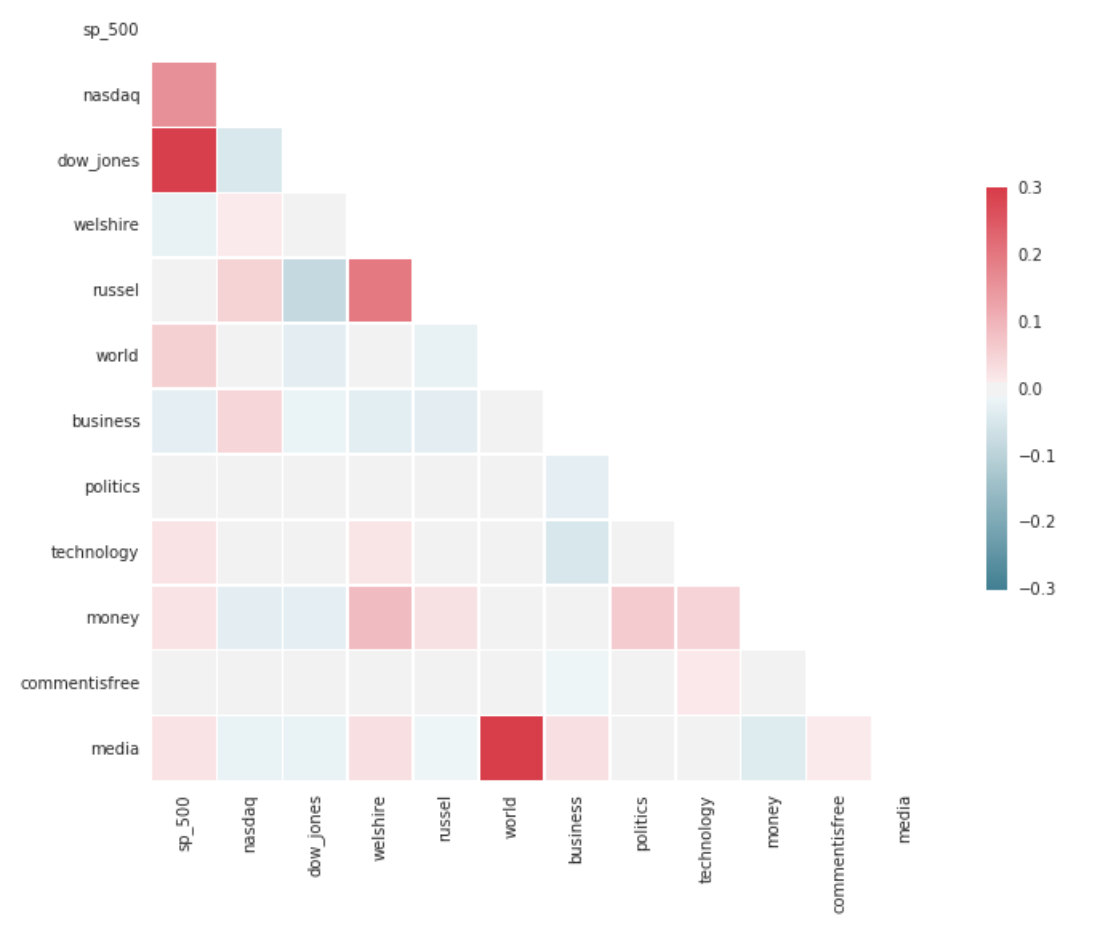 sp_500
nasdaq
dow_jones
welshire
russel
world
business
politics
technology
money
commentisfree
media
sp_500
nasdaq
dow_jones
welshire
russel
world
business
politics
technology
money
commentisfree
media
0.3
0.2
0.1
0.0
−0.1
−0.2
−0.3